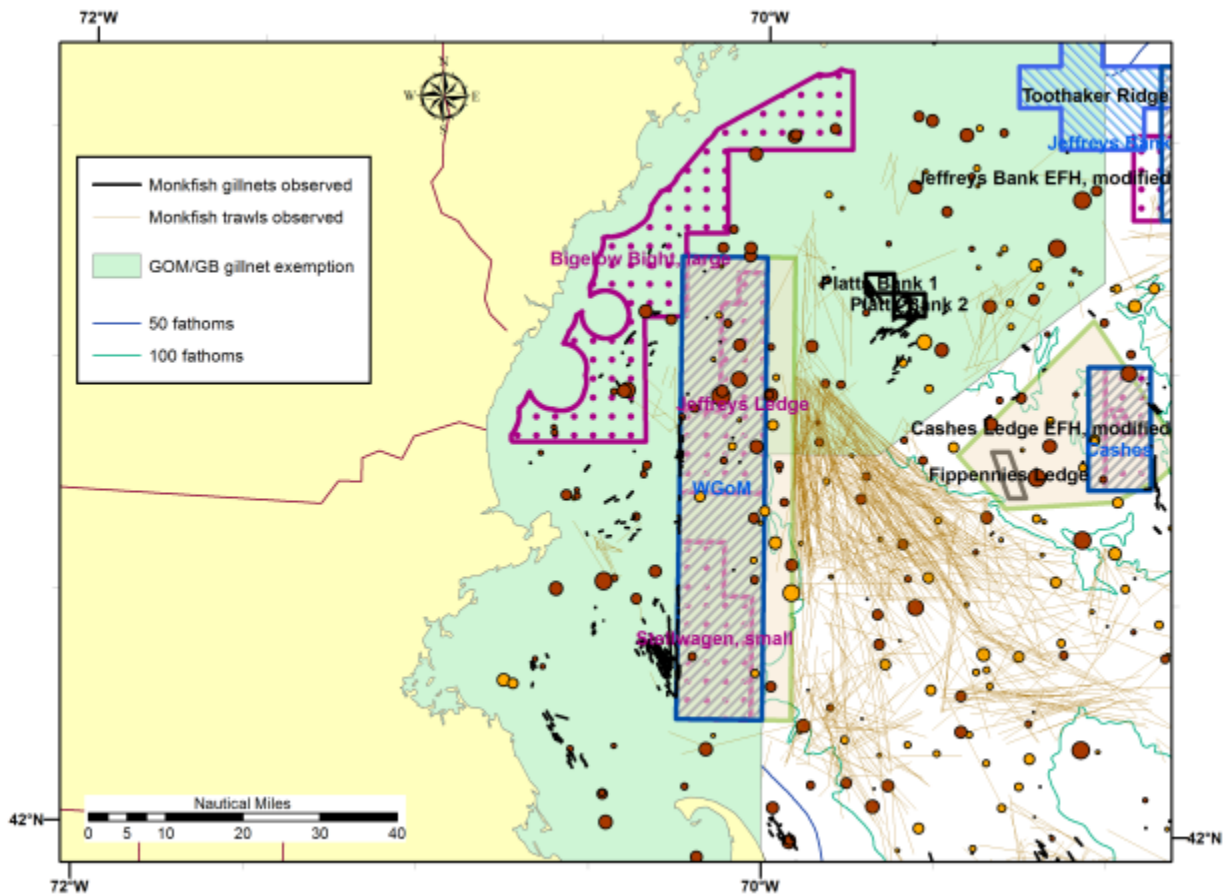 72°W
70°W
N
W
E
S
Toothaker Ridge
Jeffreys Bank
Jeffreys Bank EFH, modified
Monkfish gillnets observed
Monkfish trawls observed
GOM/GB gillnet exemption
50 fathoms
100 fathoms
Bigelow Bight, large
Platts Bank 1
Platts Bank 2
Jeffreys Ledge
Cashes Ledge EFH, modified
Cashes
Fippennies Ledge
WGoM
Stellwagen, small
Nautical Miles
0 5 10 20 30 40
42°N
42°N
72°W
70°W